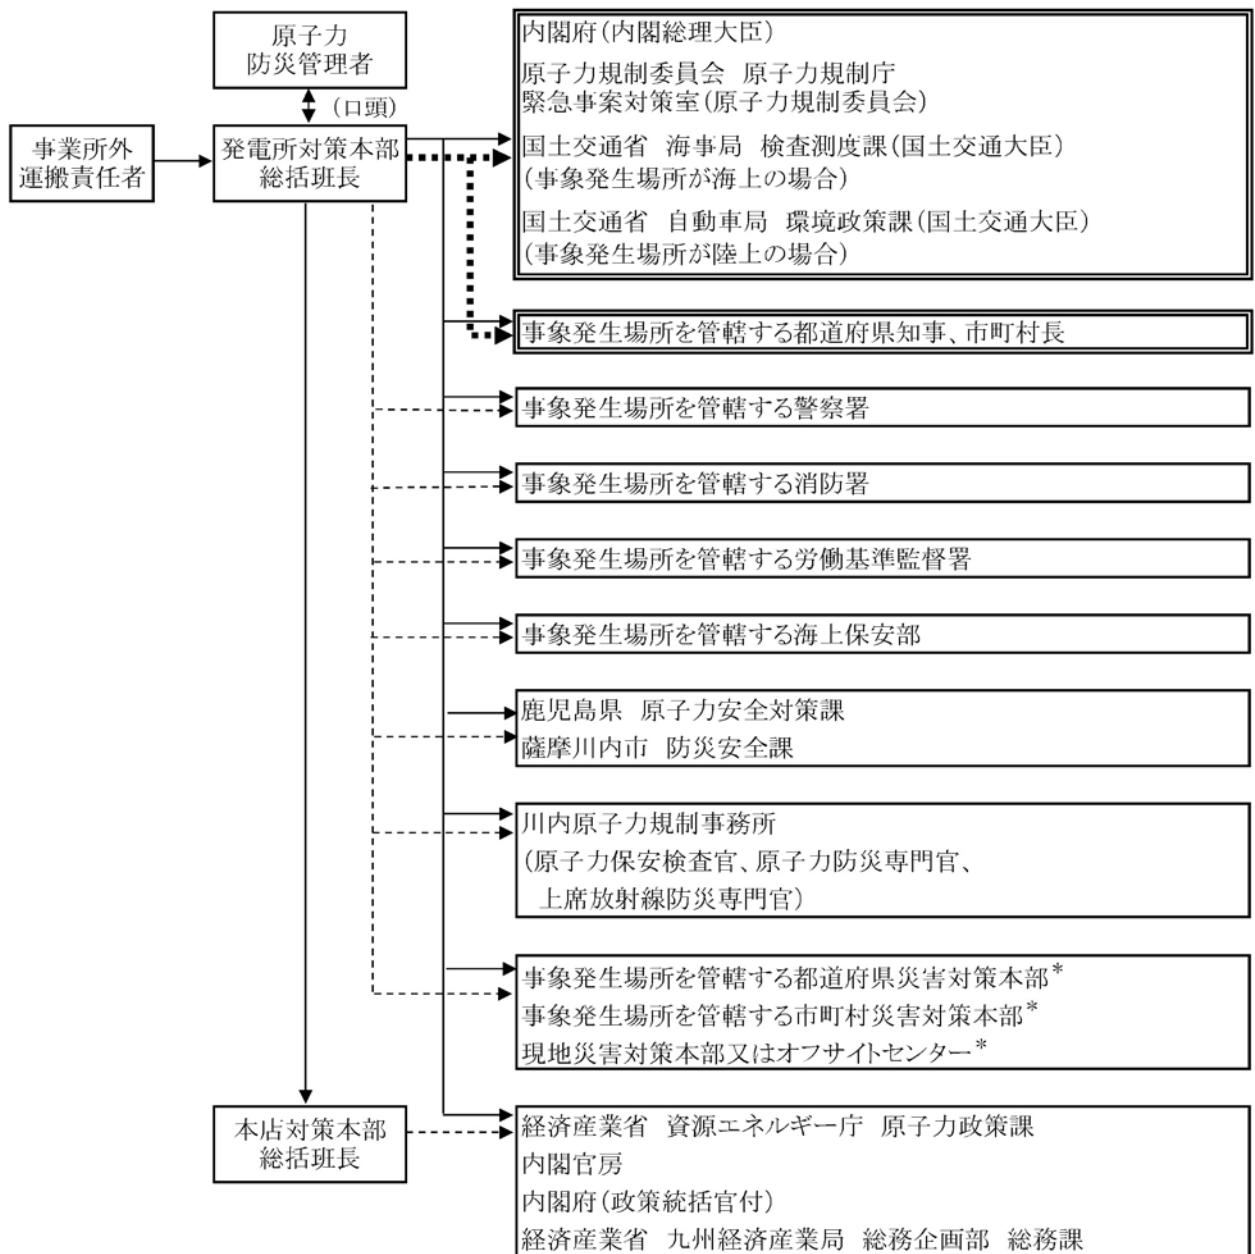 原子力
防災管理者
(口頭)
事業所外
運搬責任者
発電所対策本部
総括班長
内閣府(内閣総理大臣)
原子力規制委員会 原子力規制庁
緊急事案対策室(原子力規制委員会)
国土交通省 海事局 検査測度課(国土交通大臣)
(事象発生場所が海上の場合)
国土交通省 自動車局 環境政策課(国土交通大臣)
(事象発生場所が陸上の場合)
事象発生場所を管轄する都道府県知事、市町村長
事象発生場所を管轄する警察署
事象発生場所を管轄する消防署
事象発生場所を管轄する労働基準監督署
事象発生場所を管轄する海上保安部
鹿児島県 原子力安全対策課
薩摩川内市 防災安全課
川内原子力規制事務所
(原子力保安検査官、原子力防災専門官、
上席放射線防災専門官)
事象発生場所を管轄する都道府県災害対策本部*
事象発生場所を管轄する市町村災害対策本部*
現地災害対策本部又はオフサイトセンター*
本店対策本部
総括班長
経済産業省 資源エネルギー庁 原子力政策課
内閣官房
内閣府(政策統括官付)
経済産業省 九州経済産業局 総務企画部 総務課